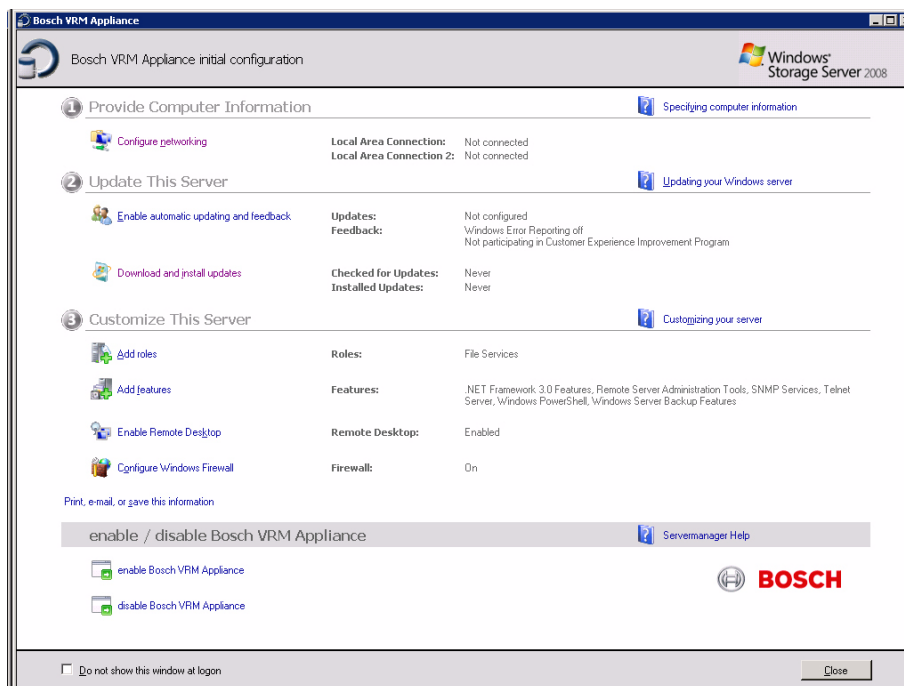 Bosch VRM Appliance
Bosch VRM Appliance initial configuration
Windows®
Storage Server 2008
1 Provide Computer Information
Specifying computer information
Configure networking
Local Area Connection: Not connected
Local Area Connection 2: Not connected
2 Update This Server
Updating your Windows server
Enable automatic updating and feedback
Updates: Not configured
Feedback: Windows Error Reporting off
Not participating in Customer Experience Improvement Program
Download and install updates
Checked for Updates: Never
Installed Updates: Never
3 Customize This Server
Customizing your server
Add roles
Roles: File Services
Add features
Features: .NET Framework 3.0 Features, Remote Server Administration Tools, SNMP Services, Telnet
Server, Windows PowerShell, Windows Server Backup Features
Enable Remote Desktop
Remote Desktop: Enabled
Configure Windows Firewall
Firewall: On
Print, e-mail, or save this information
enable / disable Bosch VRM Appliance
Servermanager Help
enable Bosch VRM Appliance
BOSCH
disable Bosch VRM Appliance
Do not show this window at logon
Close